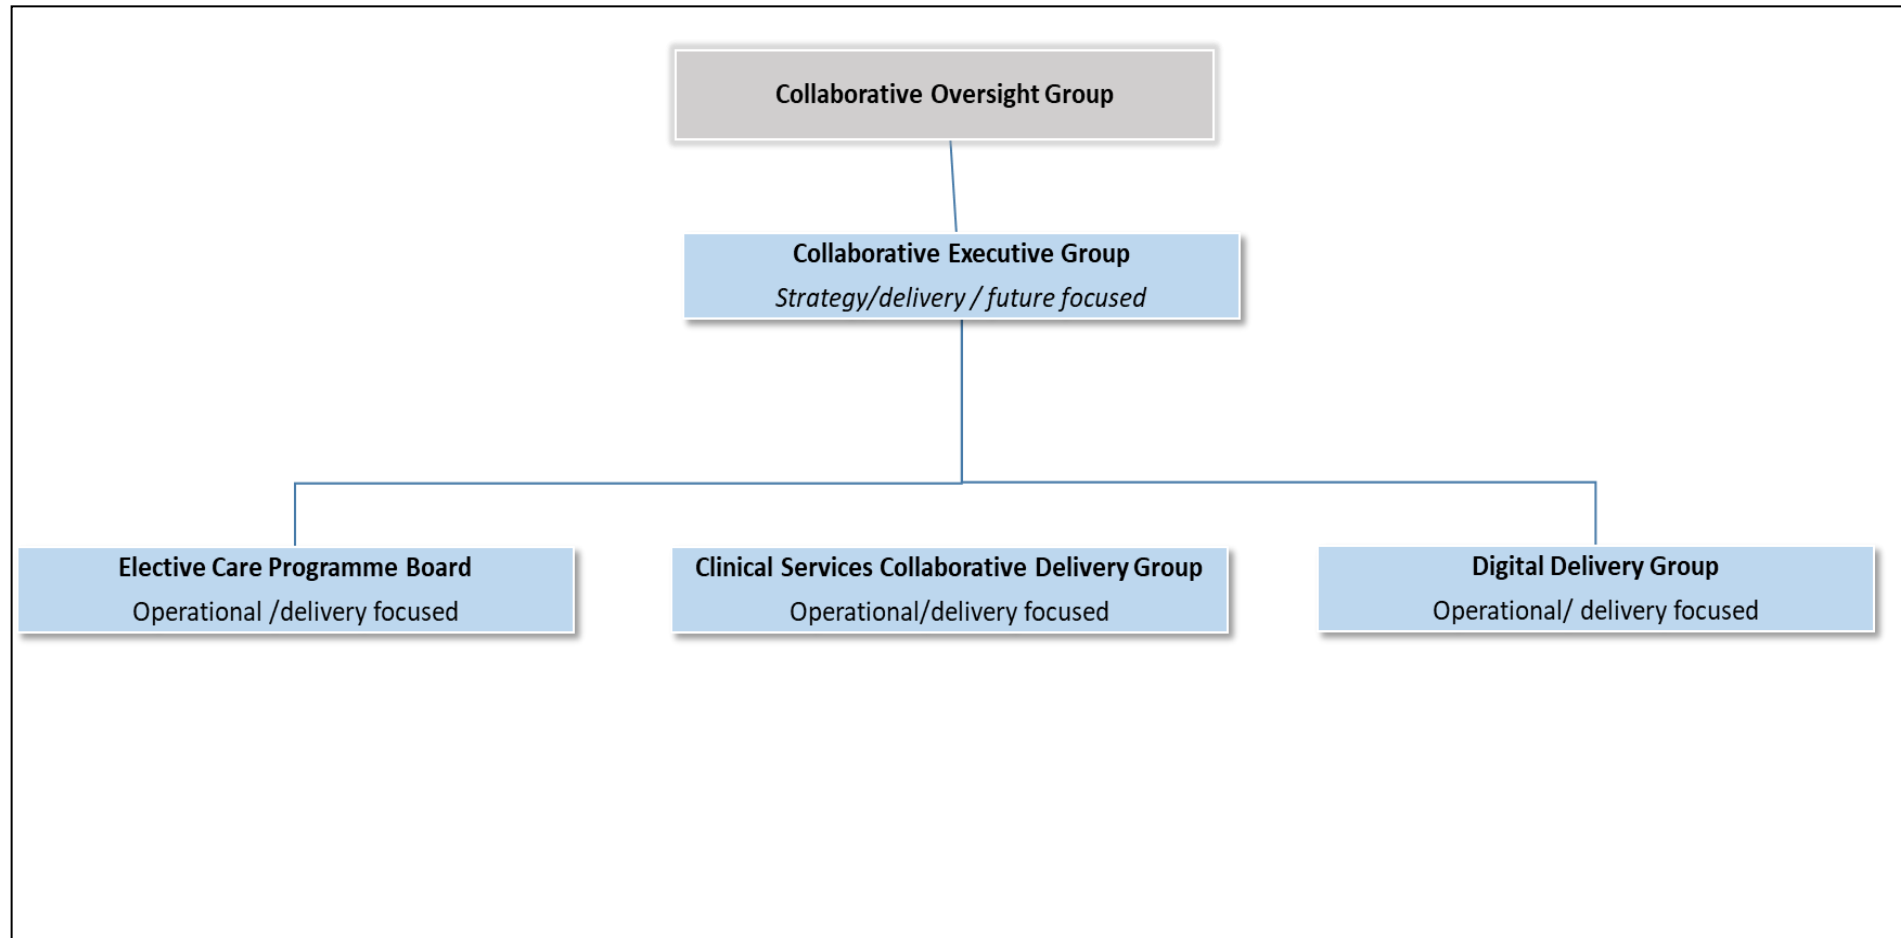 Collaborative Oversight Group
Collaborative Executive Group
Strategy/delivery / future focused
Elective Care Programme Board
Operational /delivery focused
Clinical Services Collaborative Delivery Group
Operational/delivery focused
Digital Delivery Group
Operational/ delivery focused